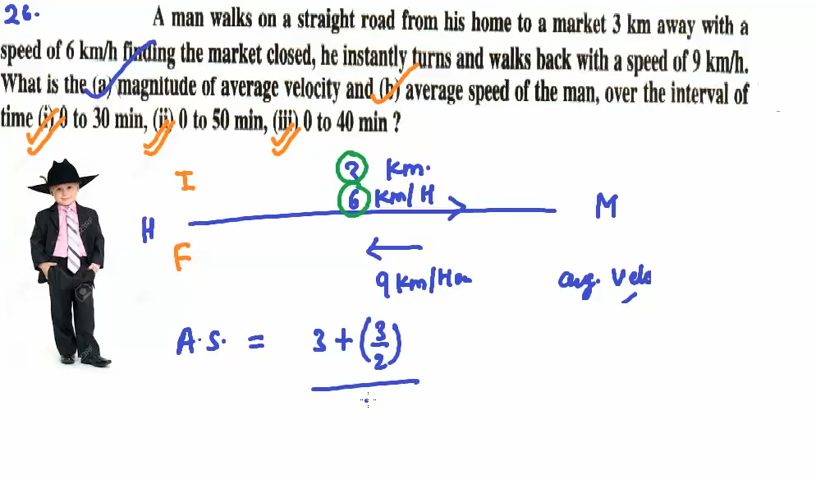 26.
A man walks on a straight road from his home to a market 3 km away with a
speed of 6 km/h finding the market closed, he instantly turns and walks back with a speed of 9 km/h.
What is the (a) magnitude of average velocity and (b) average speed of the man, over the interval of
time (i) 0 to 30 min, (ii) 0 to 50 min, (iii) 0 to 40 min ?
I
3 km.
6 km/H
H
M
F
9 km/Hou
avg. Velo
A.S. = 3 + (3/2)